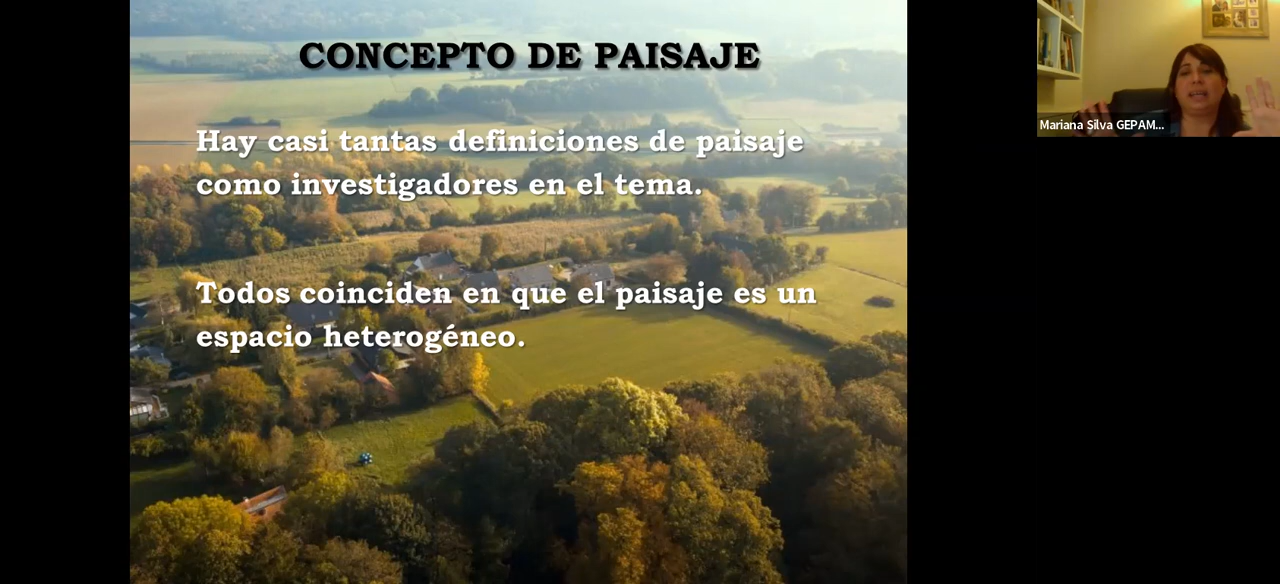 CONCEPTO DE PAISAJE
Hay casi tantas definiciones de paisaje
como investigadores en el tema.
Todos coinciden en que el paisaje es un
espacio heterogéneo.
Mariana Silva GEPAM...